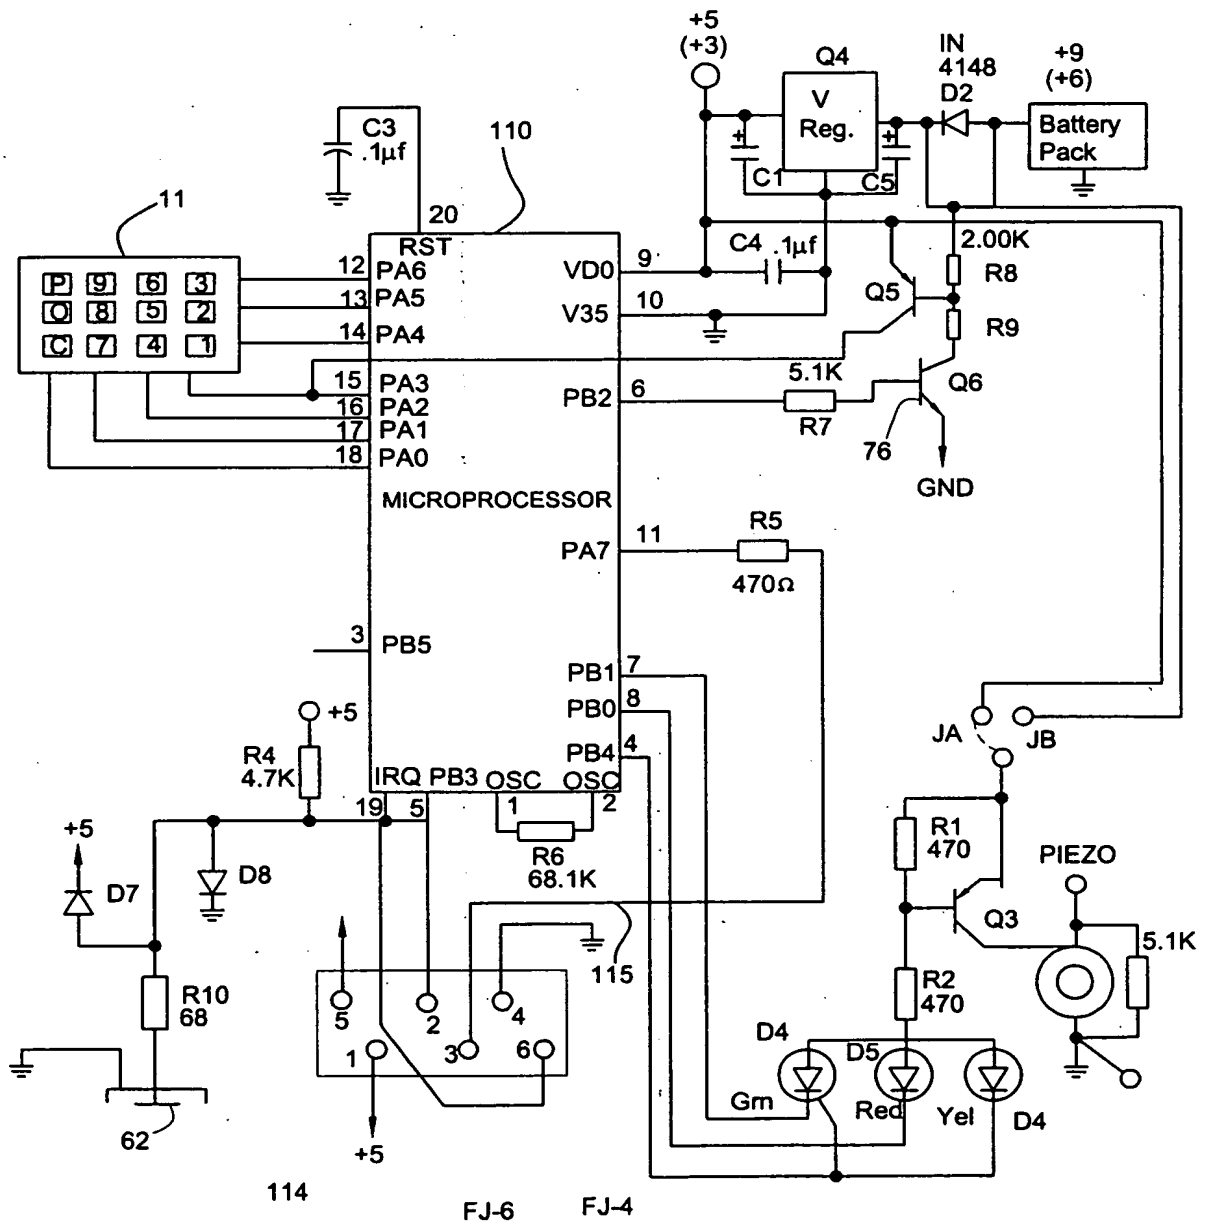 +5
(+3)
Q4
IN
4148
D2
+9
(+6)
V
Reg.
Battery
Pack
C3
.1µf
110
+
C1
+
C5
11
20
RST
C4 .1µf
2.00K
R8
P 9 6 3
O 8 5 2
C 7 4 1
12 PA6
13 PA5
14 PA4
15 PA3
16 PA2
17 PA1
18 PA0
VD0 9
V35 10
Q5
R9
5.1K
R7
PB2 6
Q6
76
GND
MICROPROCESSOR
PA7 11
R5
470Ω
3 PB5
PB1 7
PB0 8
PB4 4
JA
JB
+5
R4
4.7K
IRQ PB3 OSC OSC
19 5 1 2
R6
68.1K
+5
D7
D8
R1
470
PIEZO
Q3
5.1K
115
R10
68
R2
470
5 2 4
1 3 6
D4
D5
Grn
Red
Yel
D4
62
+5
114
FJ-6
FJ-4